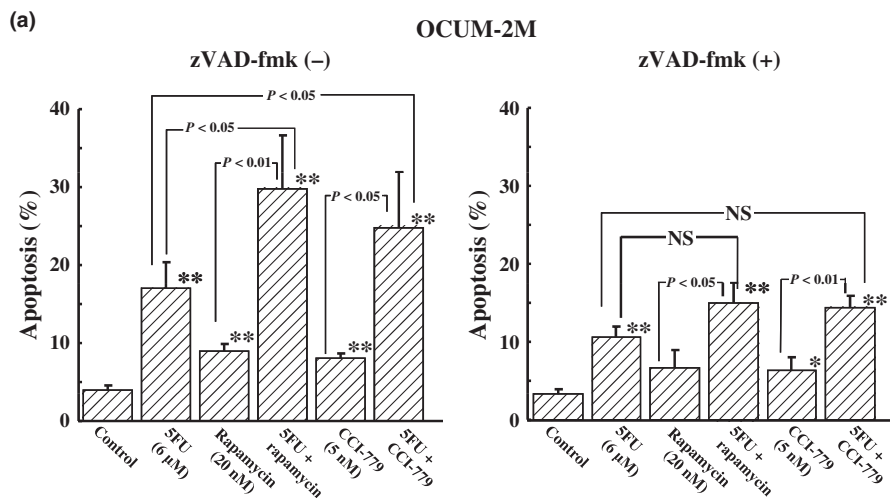 (a)
OCUM-2M
zVAD-fmk (–)
zVAD-fmk (+)
Apoptosis (%)
40
30
20
10
0
P < 0.05
P < 0.05
P < 0.01
P < 0.05
**
**
**
**
**
Control
5FU
(6 μM)
Rapamycin
(20 nM)
5FU +
rapamycin
CCI-779
(5 nM)
5FU +
CCI-779
Apoptosis (%)
40
30
20
10
0
NS
NS
P < 0.05
P < 0.01
**
**
*
**
Control
5FU
(6 μM)
Rapamycin
(20 nM)
5FU +
rapamycin
CCI-779
(5 nM)
5FU +
CCI-779